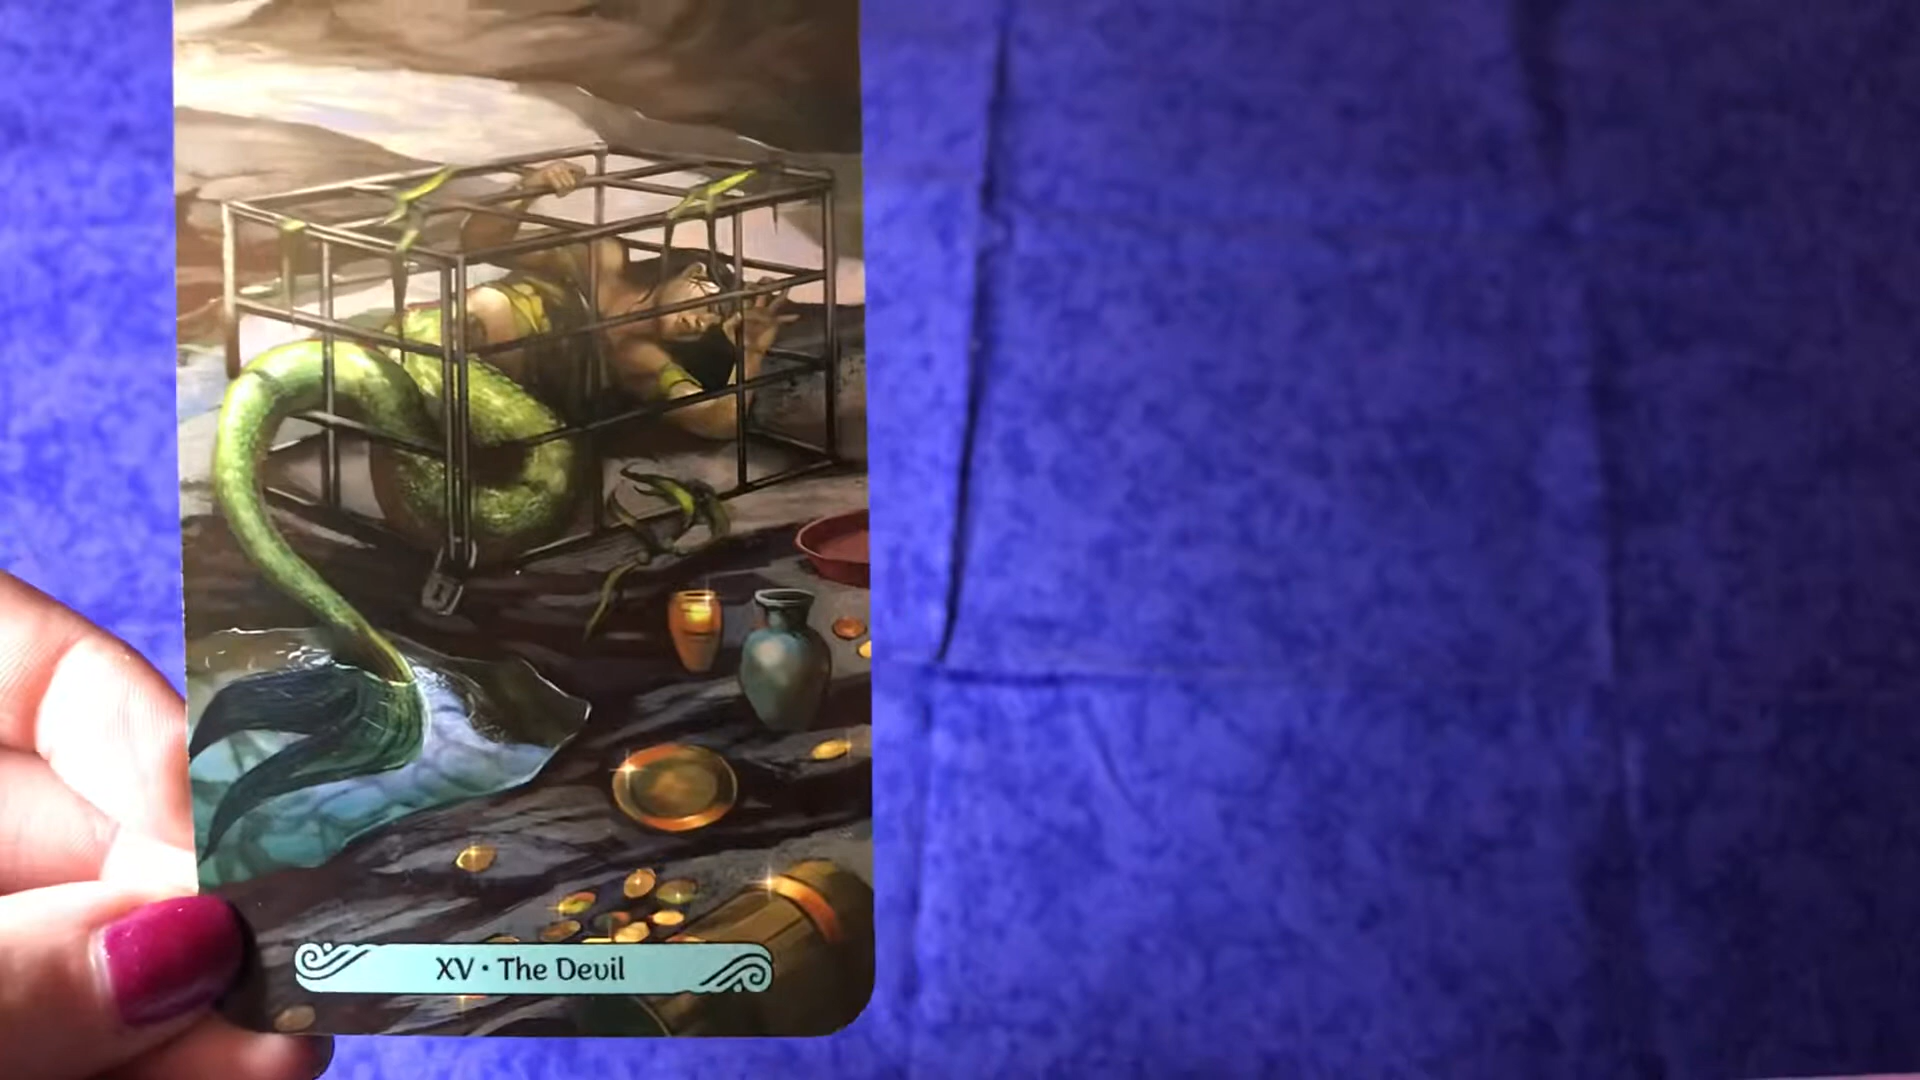 XV • The Devil